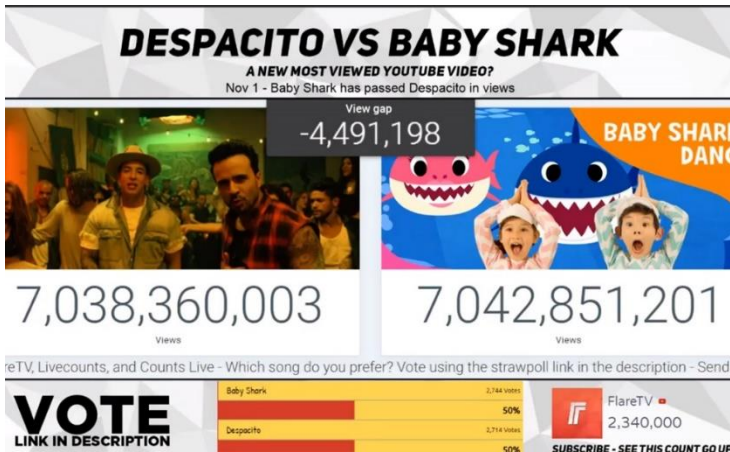 DESPACITO VS BABY SHARK
A NEW MOST VIEWED YOUTUBE VIDEO?
Nov 1 - Baby Shark has passed Despacito in views
View gap
-4,491,198
BABY SHAR
DANC
7,038,360,003
Views
7,042,851,201
Views
reTV, Livecounts, and Counts Live - Which song do you prefer? Vote using the strawpoll link in the description - Send
VOTE
LINK IN DESCRIPTION
Baby Shark 2,744 Votes
50%
Despacito 2,714 Votes
50%
FlareTV
2,340,000
SUBSCRIBE - SEE THIS COUNT GO UP